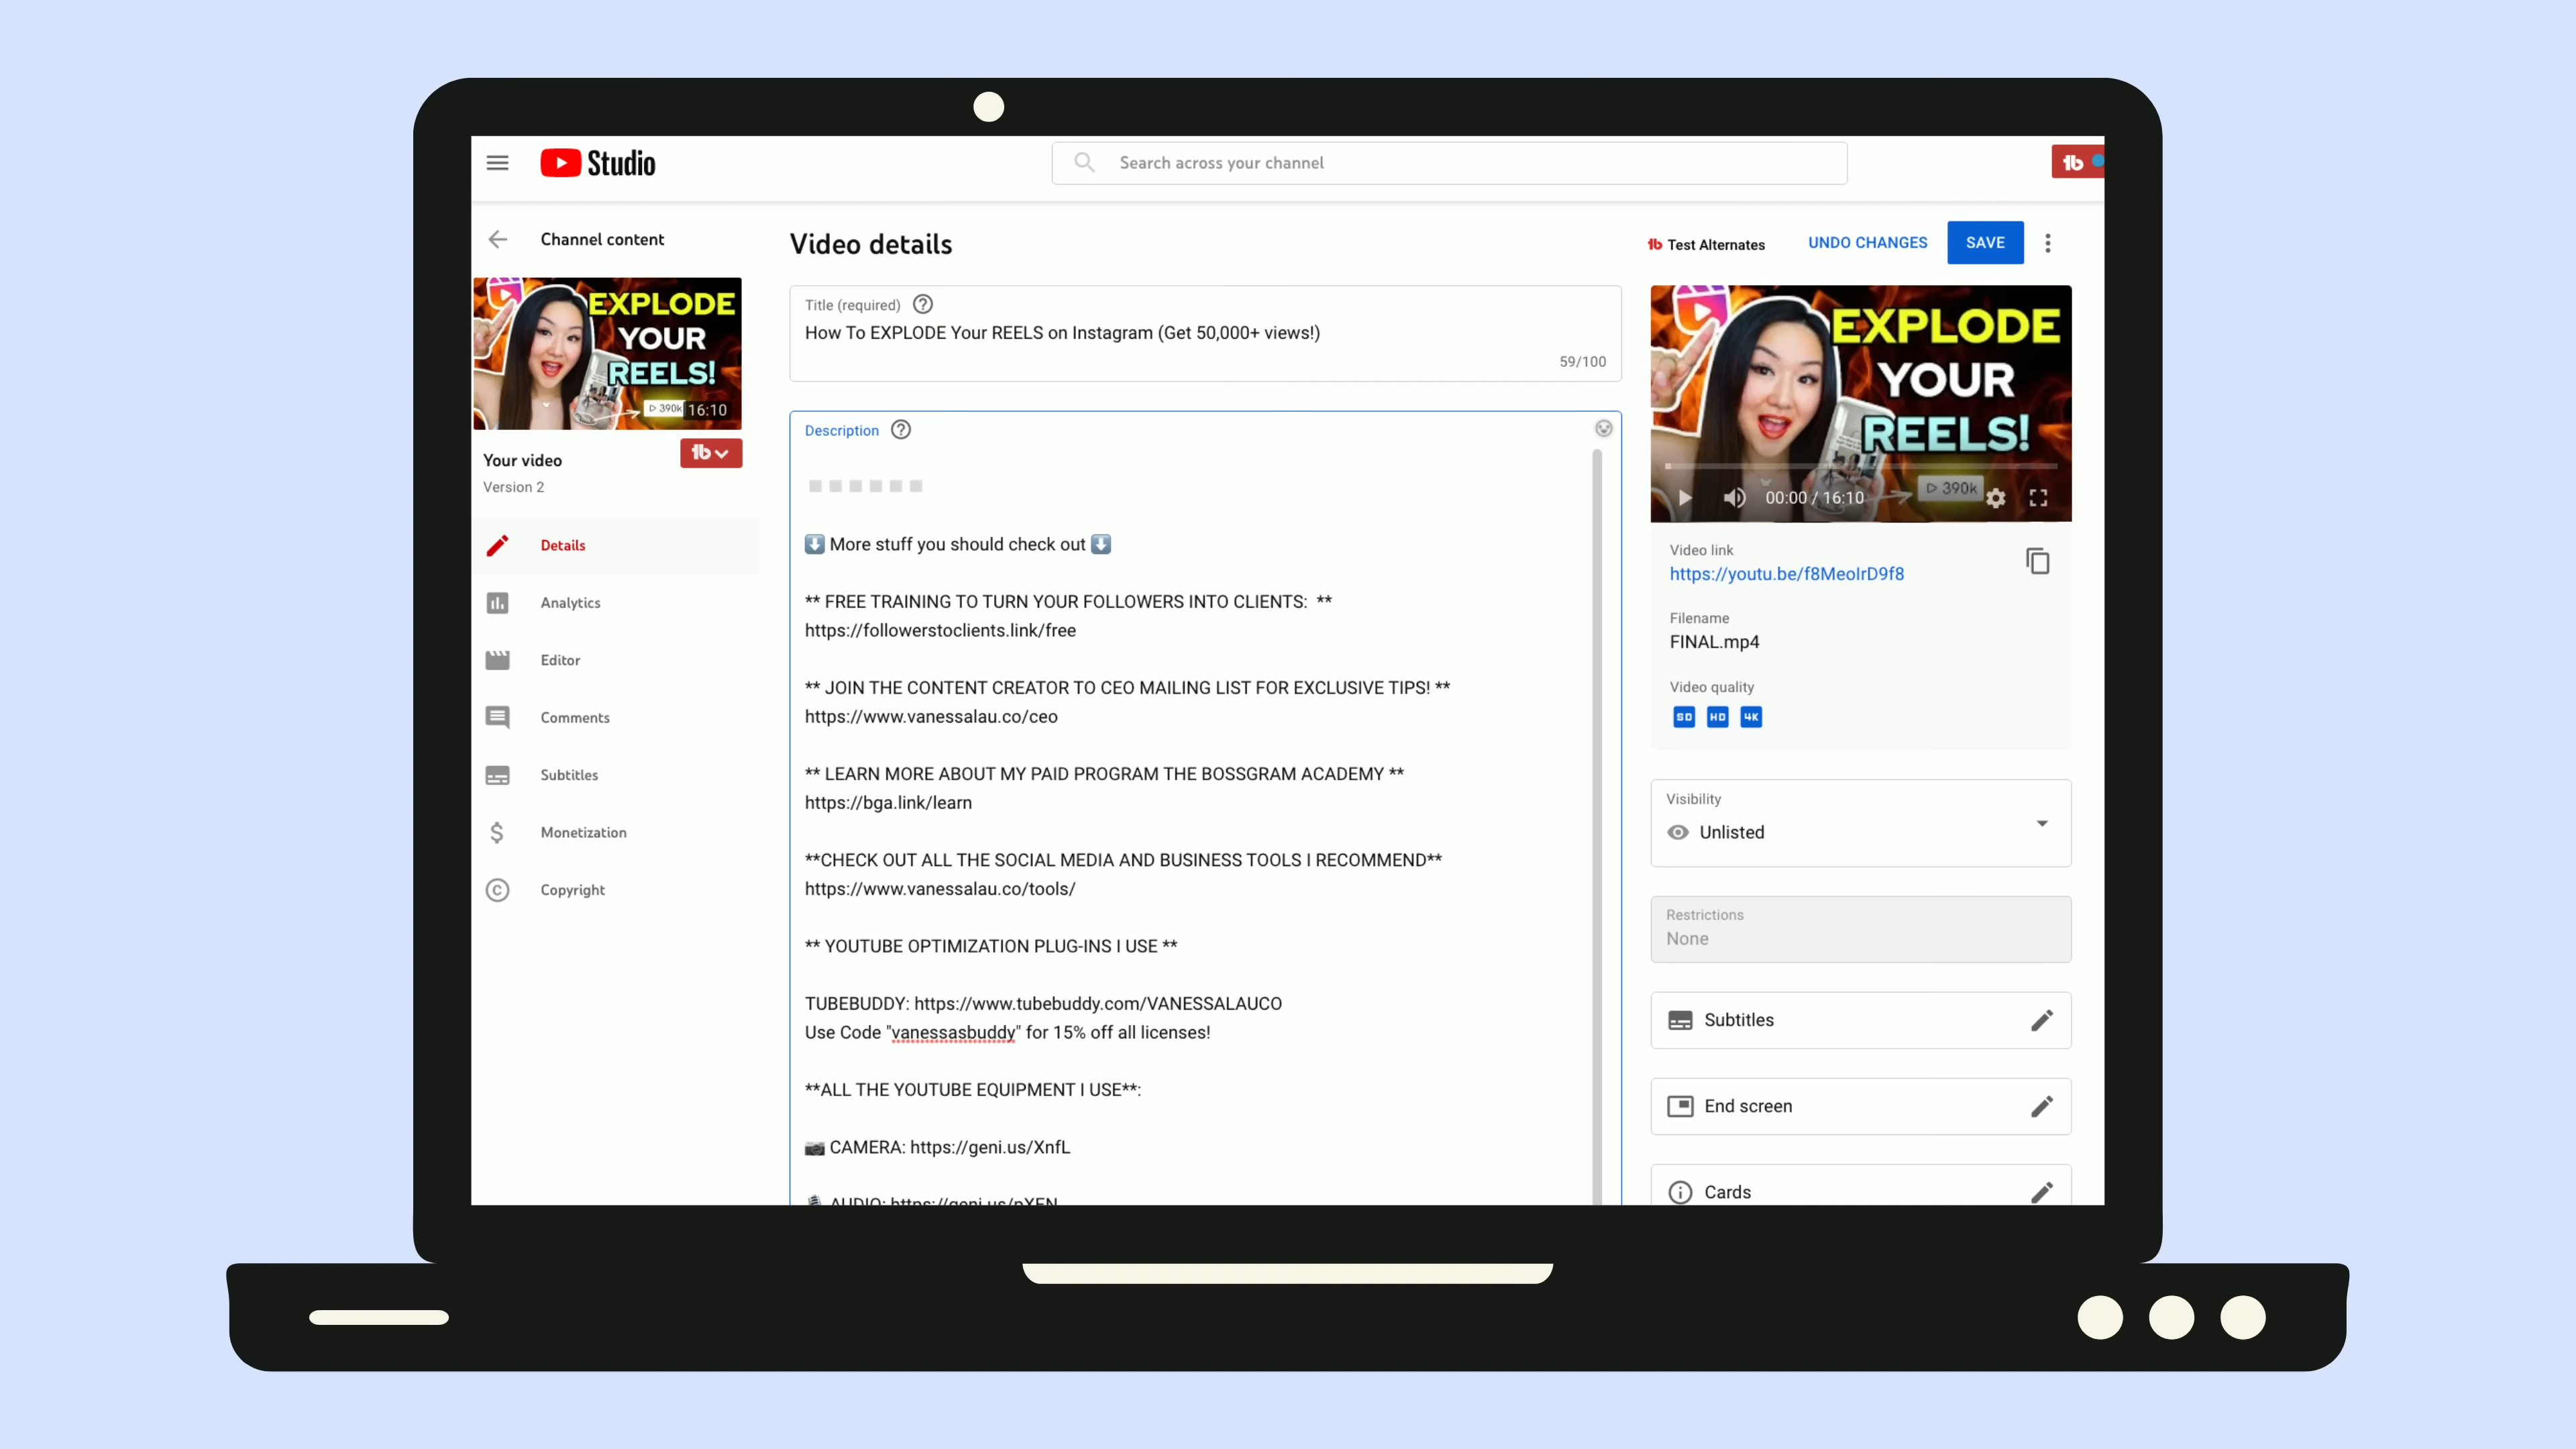 Studio
Search across your channel
Channel content
Video details
Test Alternates
UNDO CHANGES
SAVE
EXPLODE
YOUR
REELS!
390k
16:10
Your video
Version 2
Details
Analytics
Editor
Comments
Subtitles
Monetization
Copyright
Title (required)
How To EXPLODE Your REELS on Instagram (Get 50,000+ views!)
59/100
Description
⬇️ More stuff you should check out ⬇️
** FREE TRAINING TO TURN YOUR FOLLOWERS INTO CLIENTS:  **
https://followerstoclients.link/free
** JOIN THE CONTENT CREATOR TO CEO MAILING LIST FOR EXCLUSIVE TIPS! **
https://www.vanessalau.co/ceo
** LEARN MORE ABOUT MY PAID PROGRAM THE BOSSGRAM ACADEMY **
https://bga.link/learn
**CHECK OUT ALL THE SOCIAL MEDIA AND BUSINESS TOOLS I RECOMMEND**
https://www.vanessalau.co/tools/
** YOUTUBE OPTIMIZATION PLUG-INS I USE **
TUBEBUDDY: https://www.tubebuddy.com/VANESSALAUCO
Use Code "vanessasbuddy" for 15% off all licenses!
**ALL THE YOUTUBE EQUIPMENT I USE**:
📷 CAMERA: https://geni.us/XnfL
AUDIO: https://geni.us/
EXPLODE
YOUR
REELS!
390k
00:00 / 16:10
Video link
https://youtu.be/f8MeoIrD9f8
Filename
FINAL.mp4
Video quality
SD HD 4K
Visibility
Unlisted
Restrictions
None
Subtitles
End screen
Cards